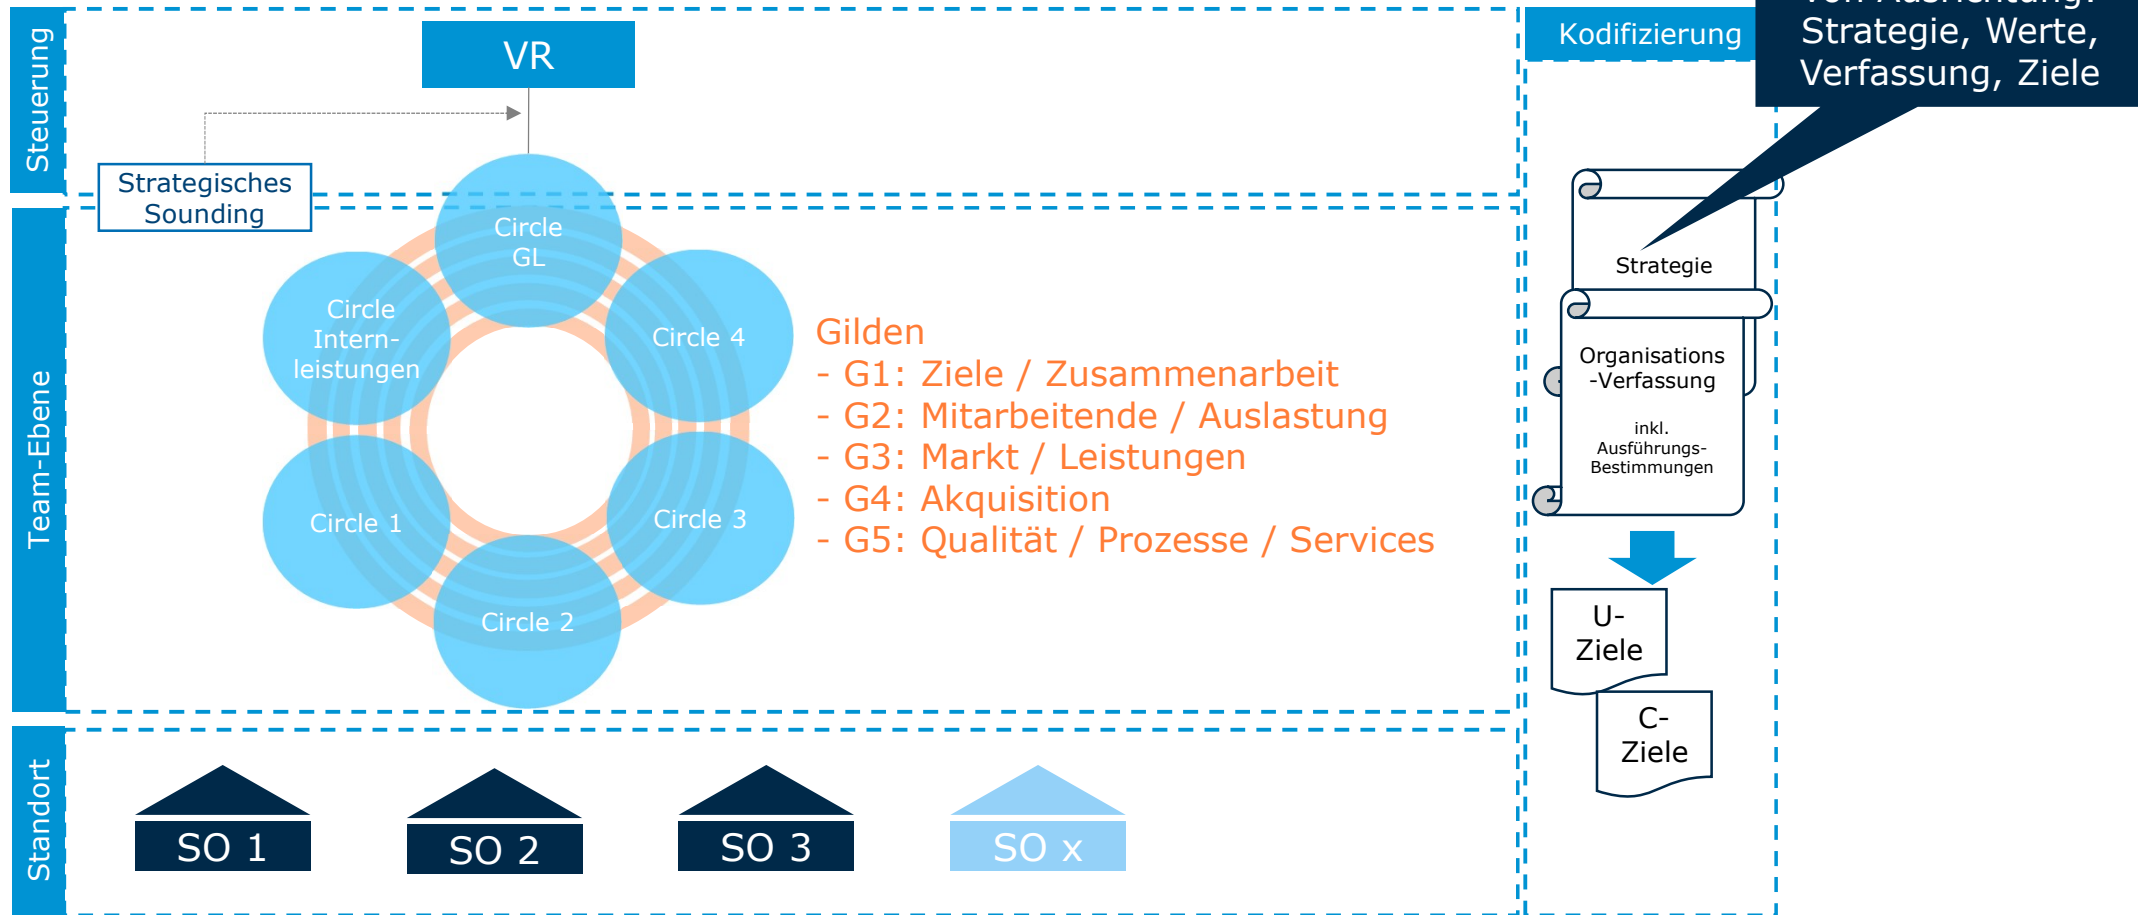 Steuerung
VR
Strategisches
Sounding
Team-Ebene
Circle
GL
Circle
Intern-
leistungen
Circle 4
Circle 1
Circle 3
Circle 2
Gilden
- G1: Ziele / Zusammenarbeit
- G2: Mitarbeitende / Auslastung
- G3: Markt / Leistungen
- G4: Akquisition
- G5: Qualität / Prozesse / Services
Standort
SO 1
SO 2
SO 3
SO x
Kodifizierung
von Ausrichtung:
Strategie, Werte,
Verfassung, Ziele
Strategie
Organisations
-Verfassung
inkl.
Ausführungs-
Bestimmungen
U-
Ziele
C-
Ziele